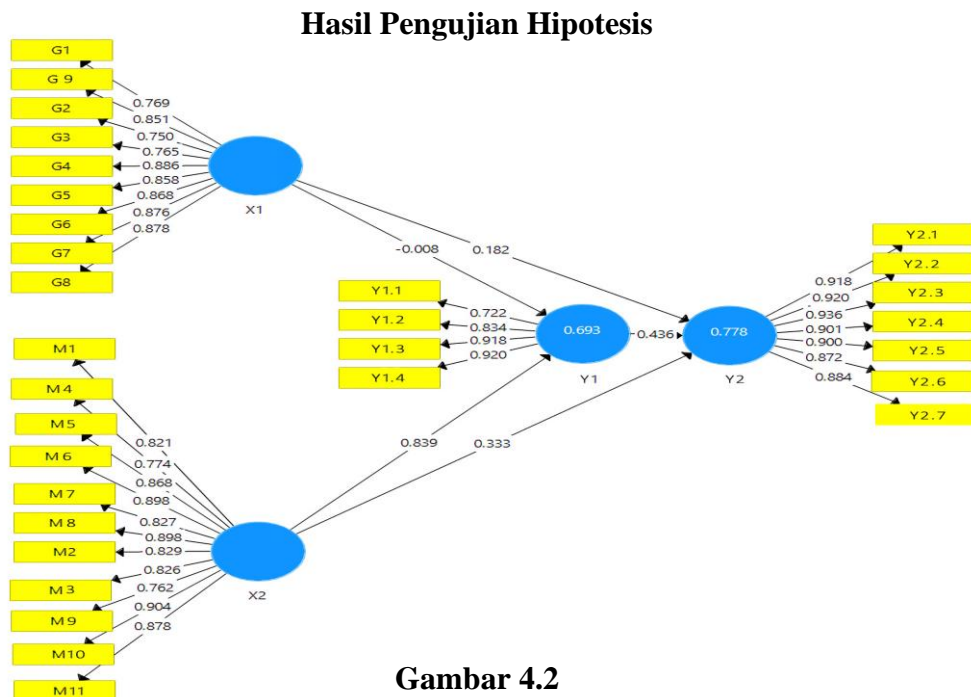 Hasil Pengujian Hipotesis
G1
G 9
G2
G3
G4
G5
G6
G7
G8
0.769
0.851
0.750
0.765
0.886
0.858
0.868
0.876
0.878
X1
-0.008
0.182
Y1.1
Y1.2
Y1.3
Y1.4
0.722
0.834
0.918
0.920
0.693
Y1
0.436
0.778
Y2
0.918
0.920
0.936
0.901
0.900
0.872
0.884
Y2.1
Y2.2
Y2.3
Y2.4
Y2.5
Y2.6
Y2.7
M1
M 4
M5
M 6
M 7
M 8
M2
M 3
M9
M10
M11
0.821
0.774
0.868
0.898
0.827
0.898
0.829
0.826
0.762
0.904
0.878
X2
0.839
0.333
Gambar 4.2